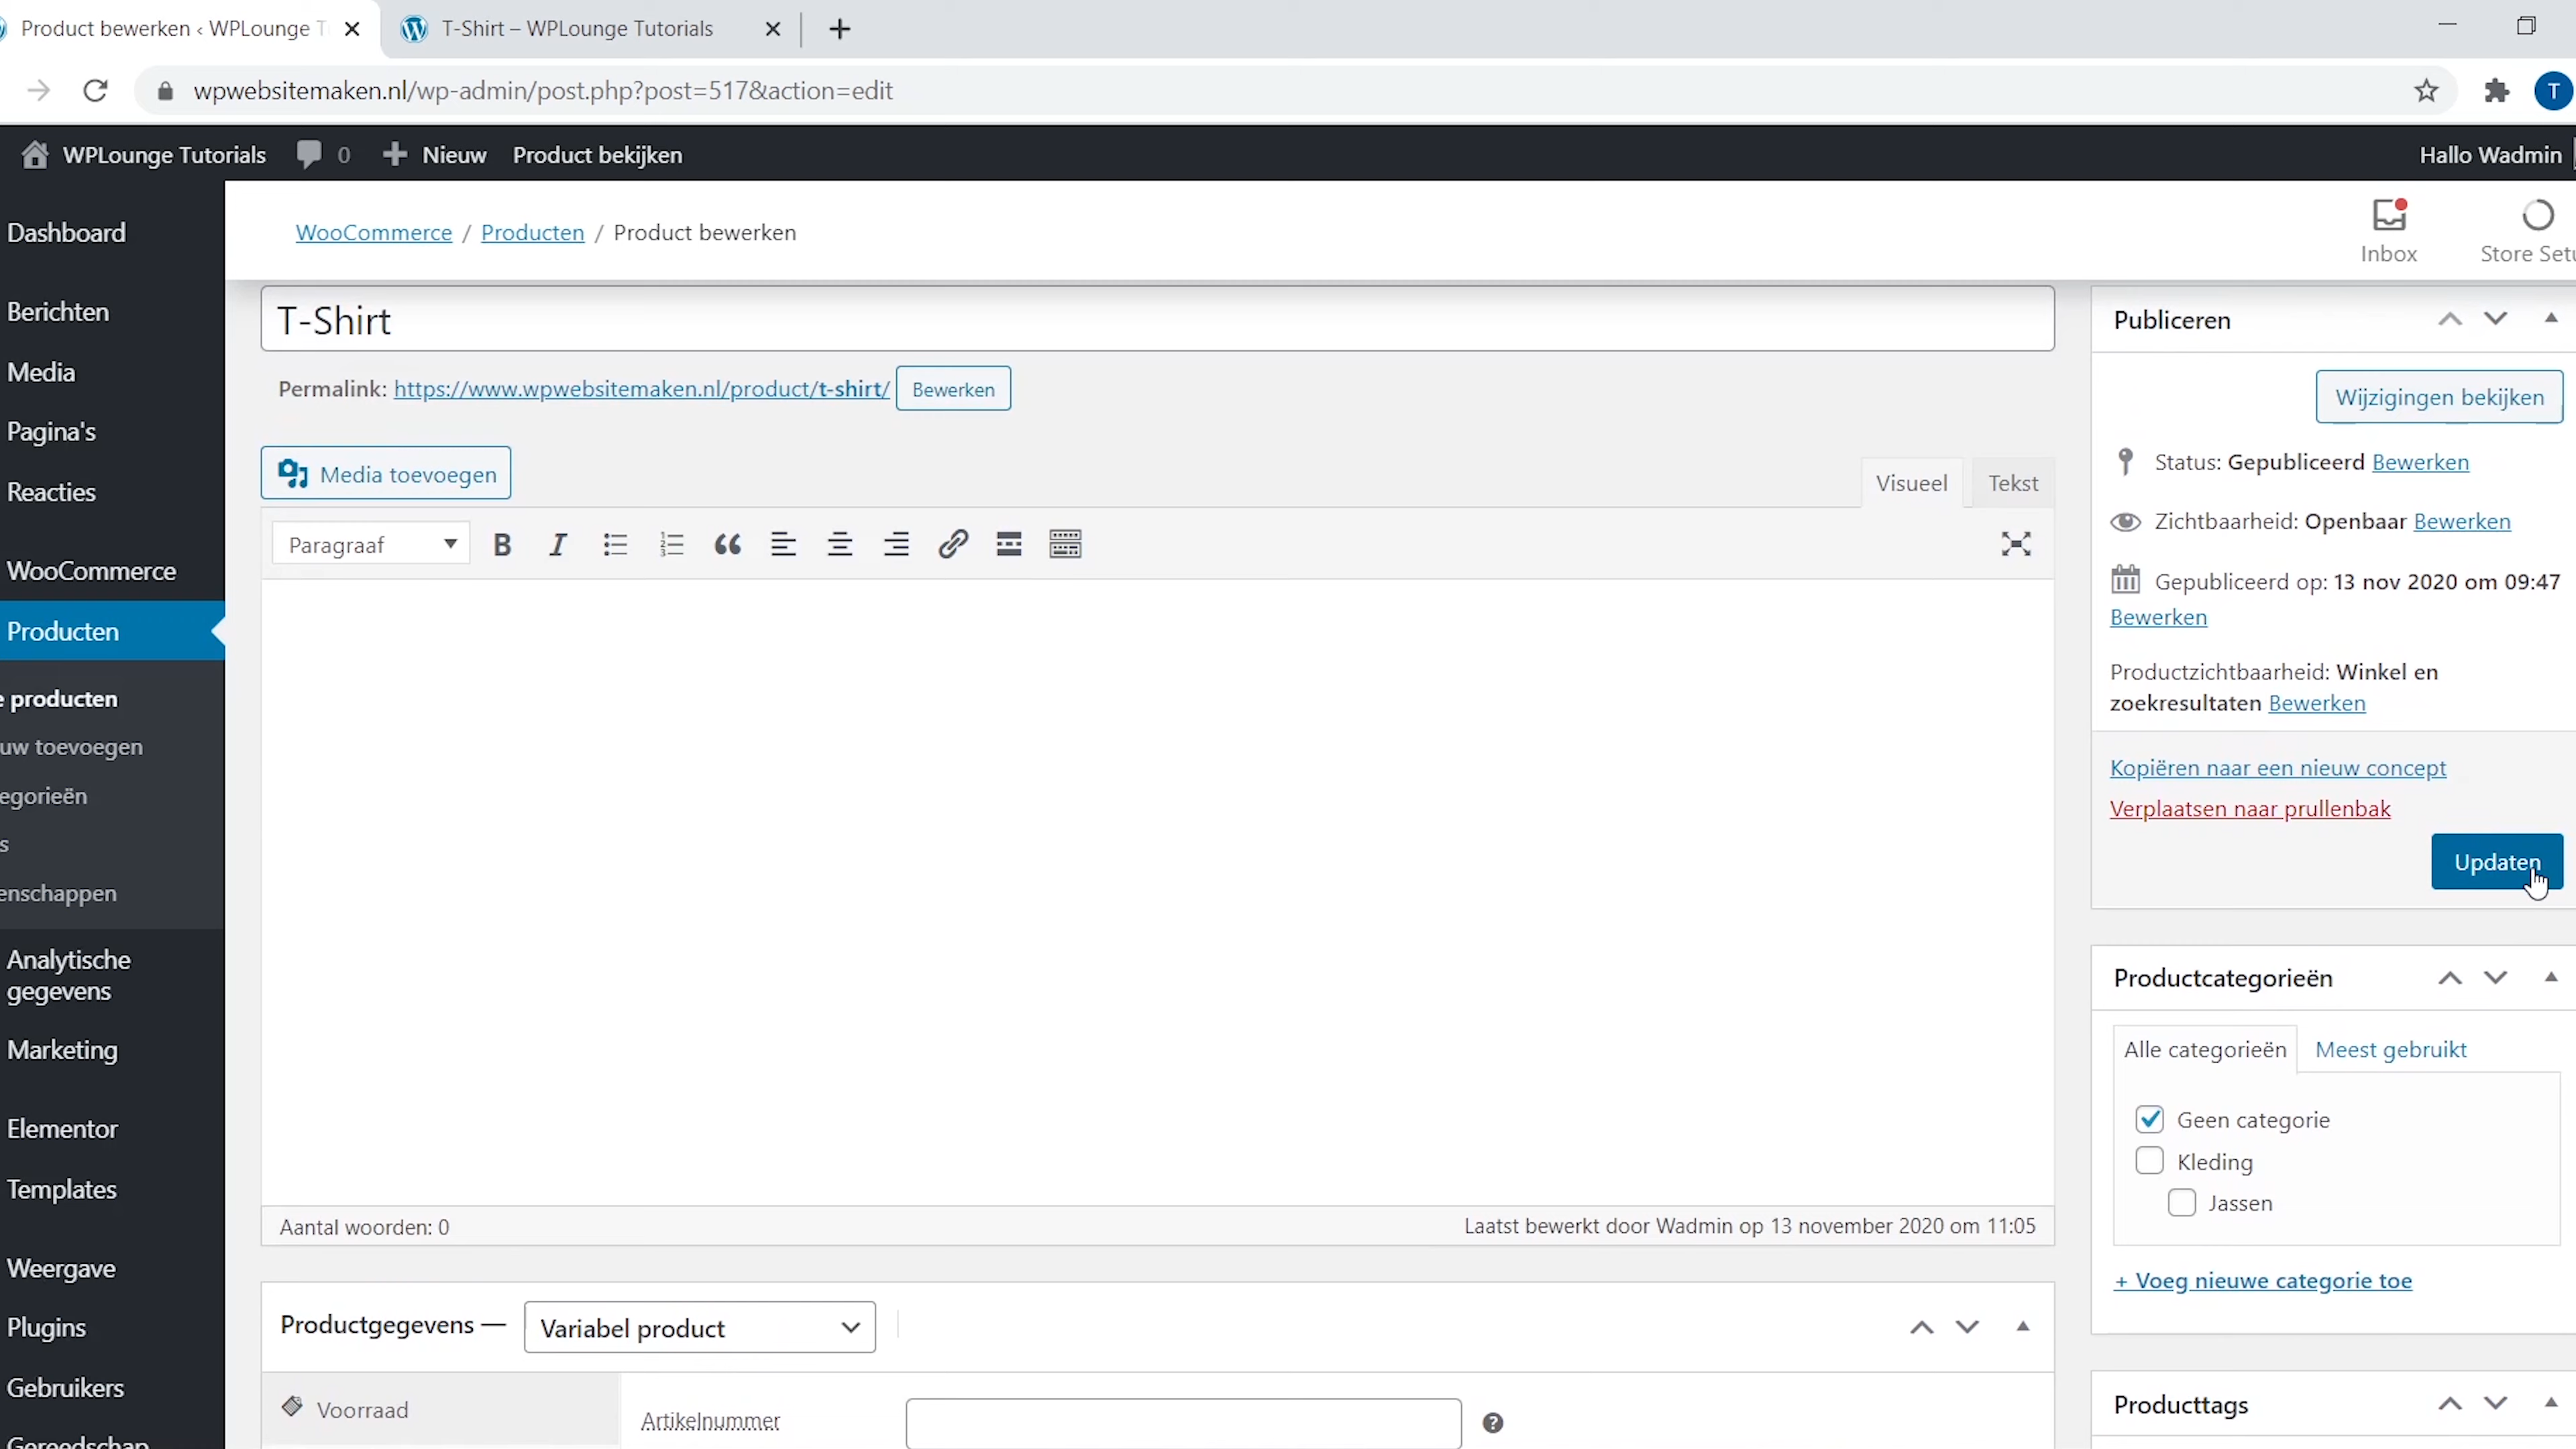 Product bewerken ‹ WPLounge T
T-Shirt – WPLounge Tutorials
wpwebsitemaken.nl/wp-admin/post.php?post=517&action=edit
T
WPLounge Tutorials
0
Nieuw
Product bekijken
Hallo Wadmin
WooCommerce / Producten / Product bewerken
Inbox
Store Setu
Dashboard
Berichten
Media
Pagina's
Reacties
WooCommerce
Producten
e producten
uw toevoegen
egorieën
s
enschappen
Analytische
gegevens
Marketing
Elementor
Templates
Weergave
Plugins
Gebruikers
Gereedschap
T-Shirt
Permalink: https://www.wpwebsitemaken.nl/product/t-shirt/ Bewerken
Media toevoegen
Visueel
Tekst
Paragraaf
Aantal woorden: 0
Laatst bewerkt door Wadmin op 13 november 2020 om 11:05
Productgegevens —
Variabel product
Voorraad
Artikelnummer
Publiceren
Wijzigingen bekijken
Status: Gepubliceerd Bewerken
Zichtbaarheid: Openbaar Bewerken
Gepubliceerd op: 13 nov 2020 om 09:47
Bewerken
Productzichtbaarheid: Winkel en
zoekresultaten Bewerken
Kopiëren naar een nieuw concept
Verplaatsen naar prullenbak
Updaten
Productcategorieën
Alle categorieën
Meest gebruikt
Geen categorie
Kleding
Jassen
+ Voeg nieuwe categorie toe
Producttags